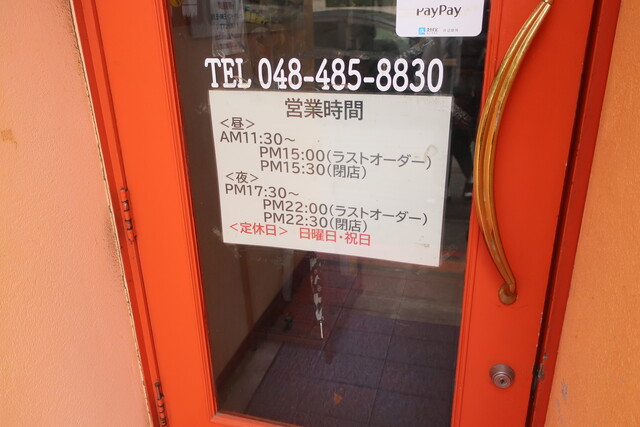 PayPay
TEL 048-485-8830
営業時間
<昼>
AM11:30～
PM15:00(ラストオーダー)
PM15:30(閉店)
<夜>
PM17:30～
PM22:00(ラストオーダー)
PM22:30(閉店)
<定休日> 日曜日・祝日